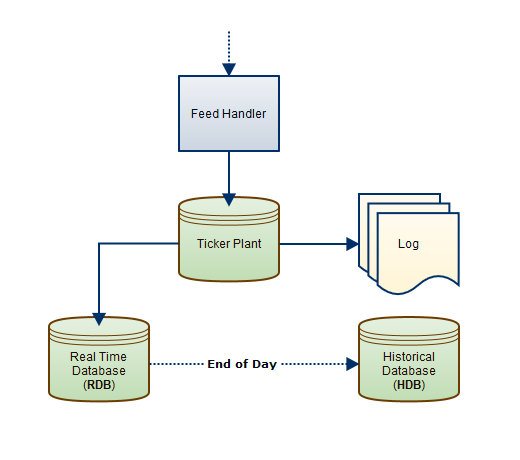 Feed Handler
Ticker Plant
Log
Real Time
Database
(RDB)
End of Day
Historical
Database
(HDB)